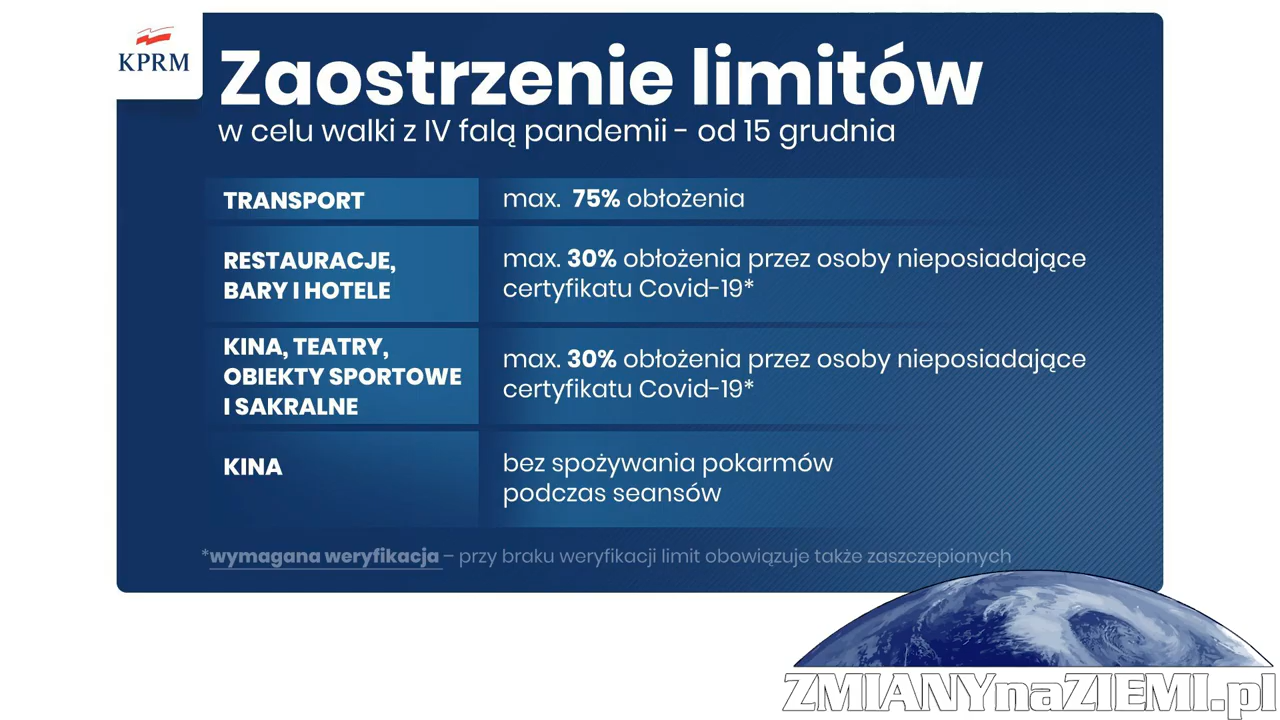 KPRM
Zaostrzenie limitów
w celu walki z IV falą pandemii - od 15 grudnia
TRANSPORT
max. 75% obłożenia
RESTAURACJE,
BARY I HOTELE
max. 30% obłożenia przez osoby nieposiadające
certyfikatu Covid-19*
KINA, TEATRY,
OBIEKTY SPORTOWE
I SAKRALNE
max. 30% obłożenia przez osoby nieposiadające
certyfikatu Covid-19*
KINA
bez spożywania pokarmów
podczas seansów
*wymagana weryfikacja – przy braku weryfikacji limit obowiązuje także zaszczepionych
ZMIANYnaZIEMI.pl